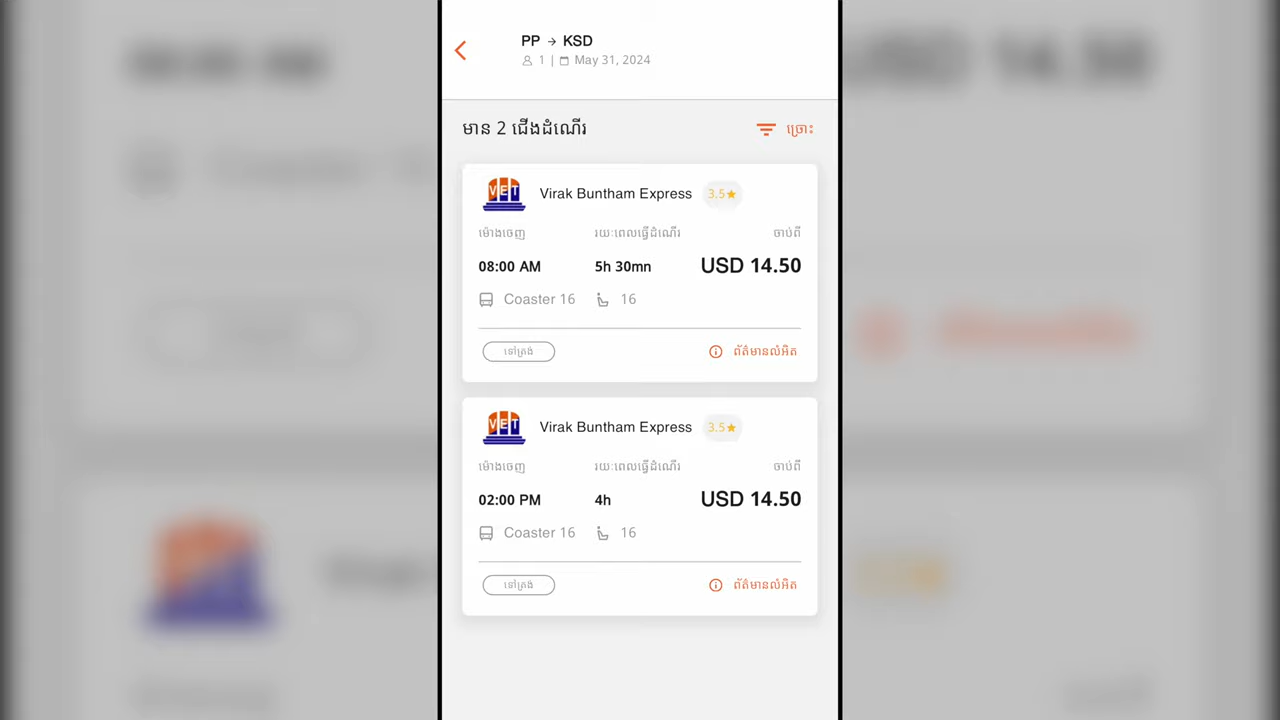 PP → KSD
1 | May 31, 2024
មាន 2 ជើងដំណើរ
ច្រោះ
VET Virak Buntham Express 3.5★
ម៉ោងចេញ រយៈពេលធ្វើដំណើរ ចាប់ពី
08:00 AM 5h 30mn USD 14.50
Coaster 16 16
ទៅត្រង់ ព័ត៌មានលំអិត
VET Virak Buntham Express 3.5★
ម៉ោងចេញ រយៈពេលធ្វើដំណើរ ចាប់ពី
02:00 PM 4h USD 14.50
Coaster 16 16
ទៅត្រង់ ព័ត៌មានលំអិត